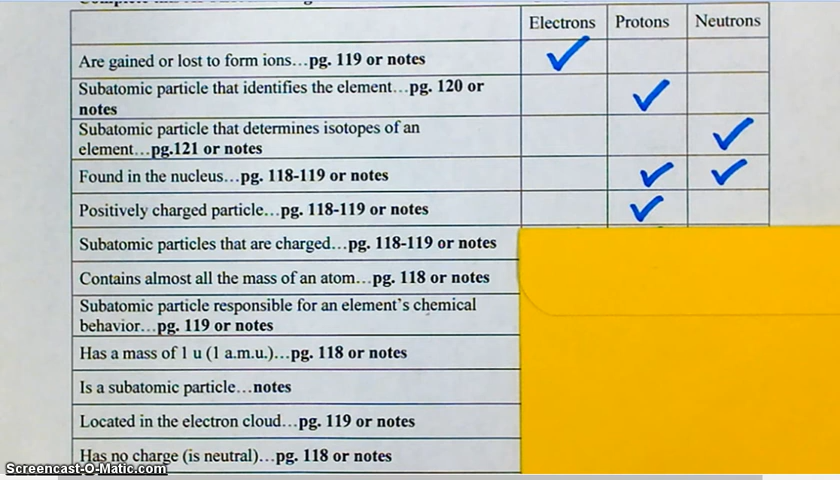 Electrons Protons Neutrons
Are gained or lost to form ions…pg. 119 or notes
Subatomic particle that identifies the element…pg. 120 or
notes
Subatomic particle that determines isotopes of an
element…pg.121 or notes
Found in the nucleus…pg. 118-119 or notes
Positively charged particle…pg. 118-119 or notes
Subatomic particles that are charged…pg. 118-119 or notes
Contains almost all the mass of an atom…pg. 118 or notes
Subatomic particle responsible for an element's chemical
behavior…pg. 119 or notes
Has a mass of 1 u (1 a.m.u.)…pg. 118 or notes
Is a subatomic particle…notes
Located in the electron cloud…pg. 119 or notes
Has no charge (is neutral)…pg. 118 or notes
Screencast-O-Matic.com